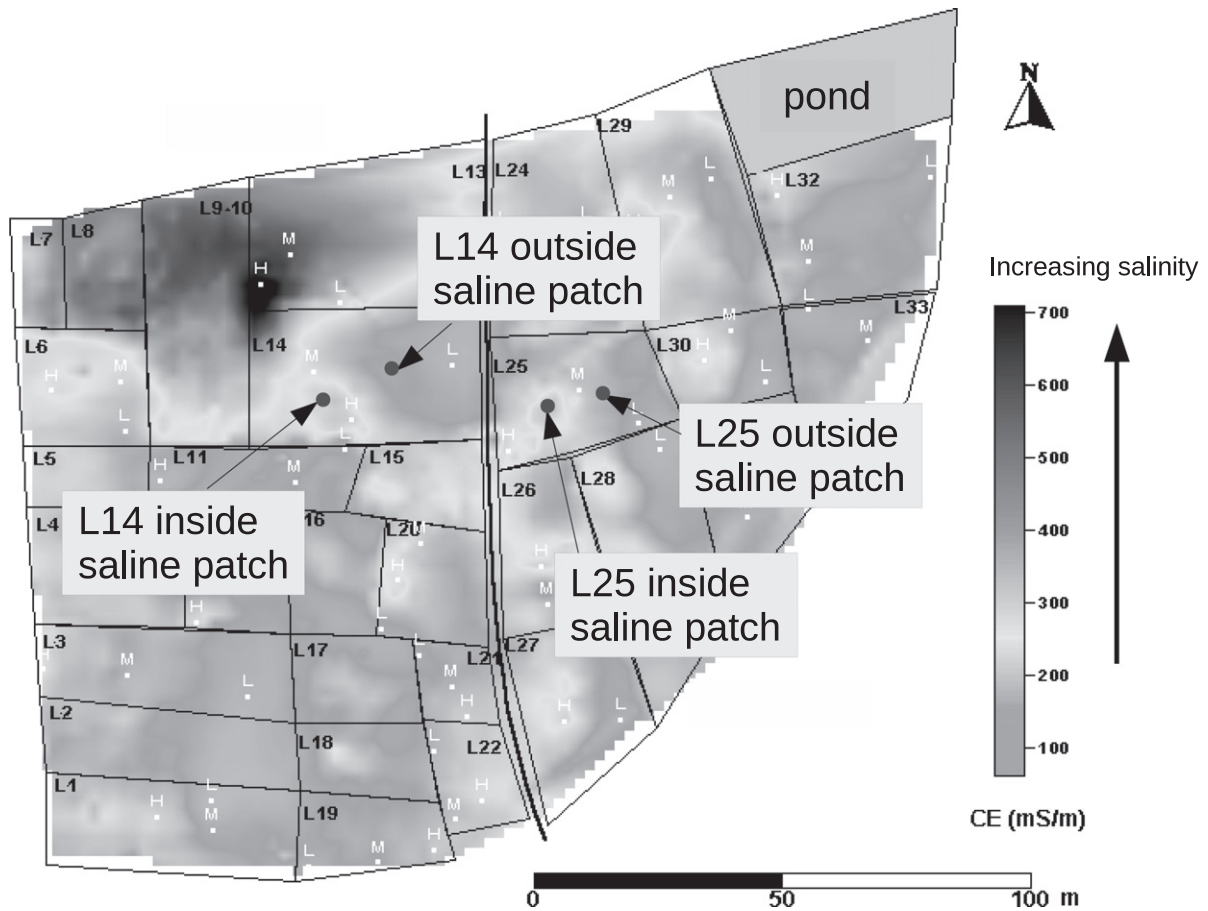 pond
N
L29
L13
L24
L
M
L
H
L32
L9-10
L7
L8
M
M
H
L
L14 outside
saline patch
Increasing salinity
L33
700
L6
L14
M
L
L25
M
L30
H
M
H
M
L
600
L
H
L
L
L25 outside
saline patch
L5
L11
L15
H
M
H
L
L26
L28
500
L14 inside
saline patch
L4
16
L20
M
400
H
H
M
L25 inside
saline patch
300
H
L
L3
L17
L
L21
L27
M
L
M
H
H
L
200
L2
L18
L
L22
100
L1
H
L
M
L19
H
M
H
L
M
CE (mS/m)
0
50
100 m